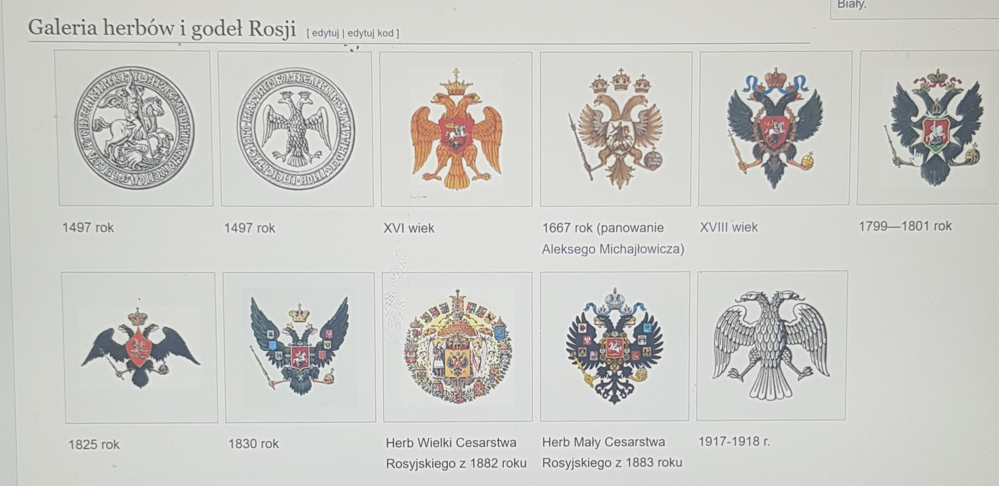 Biały.
Galeria herbów i godeł Rosji [ edytuj | edytuj kod ]
1497 rok
1497 rok
XVI wiek
1667 rok (panowanie
Aleksego Michajłowicza)
XVIII wiek
1799—1801 rok
1825 rok
1830 rok
Herb Wielki Cesarstwa
Rosyjskiego z 1882 roku
Herb Mały Cesarstwa
Rosyjskiego z 1883 roku
1917-1918 r.